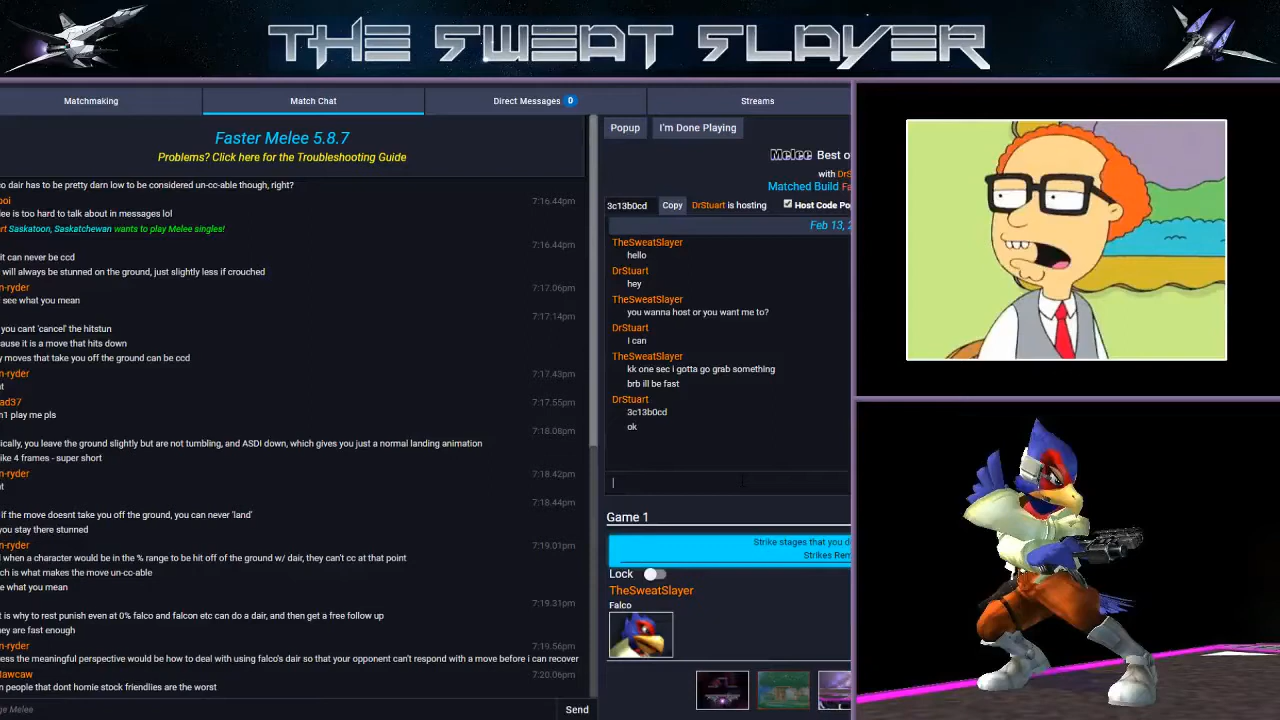 THE SWEAT SLAYER
Matchmaking
Match Chat
Direct Messages 0
Streams
Faster Melee 5.8.7
Problems? Click here for the Troubleshooting Guide
dair has to be pretty darn low to be considered un-cc-able though, right?
7:16.44pm
is too hard to talk about in messages lol
Saskatoon, Saskatchewan wants to play Melee singles!
7:16.44pm
it can never be ccd
will always be stunned on the ground, just slightly less if crouched
n-ryder
7:17.06pm
see what you mean
7:17:14pm
you cant 'cancel' the hitstun
because it is a move that hits down
moves that take you off the ground can be ccd
n-ryder
7:17.43pm
ad37
7:17.55pm
play me pls
7:18.08pm
you leave the ground slightly but are not tumbling, and ASDI down, which gives you just a normal landing animation
like 4 frames - super short
n-ryder
7:18.42pm
7:18.44pm
if the move doesnt take you off the ground, you can never 'land'
you stay there stunned
n-ryder
7:19.01pm
when a character would be in the % range to be hit off of the ground w/ dair, they can't cc at that point
is what makes the move un-cc-able
what you mean
7:19.31pm
is why to rest punish even at 0% falco and falcon etc can do a dair, and then get a free follow up
they are fast enough
n-ryder
7:19.56pm
the meaningful perspective would be how to deal with using falco's dair so that your opponent can't respond with a move before i can recover
awcaw
7:20.06pm
people that dont homie stock friendlies are the worst
Melee
Send
Popup
I'm Done Playing
Melee Best o
with DrS
Matched Build Fa
3c13b0cd
Copy
DrStuart is hosting
Host Code Po
Feb 13, 2
TheSweatSlayer
hello
DrStuart
hey
TheSweatSlayer
you wanna host or you want me to?
DrStuart
I can
TheSweatSlayer
kk one sec i gotta go grab something
brb ill be fast
DrStuart
3c13b0cd
ok
Game 1
Strike stages that you d
Strikes Rem
Lock
TheSweatSlayer
Falco